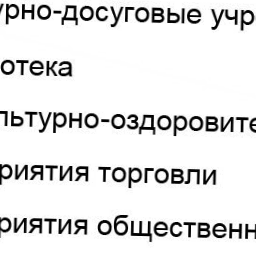 урно-досуговые учр
отека
льтурно-оздоровите
риятия торговли
риятия общественн